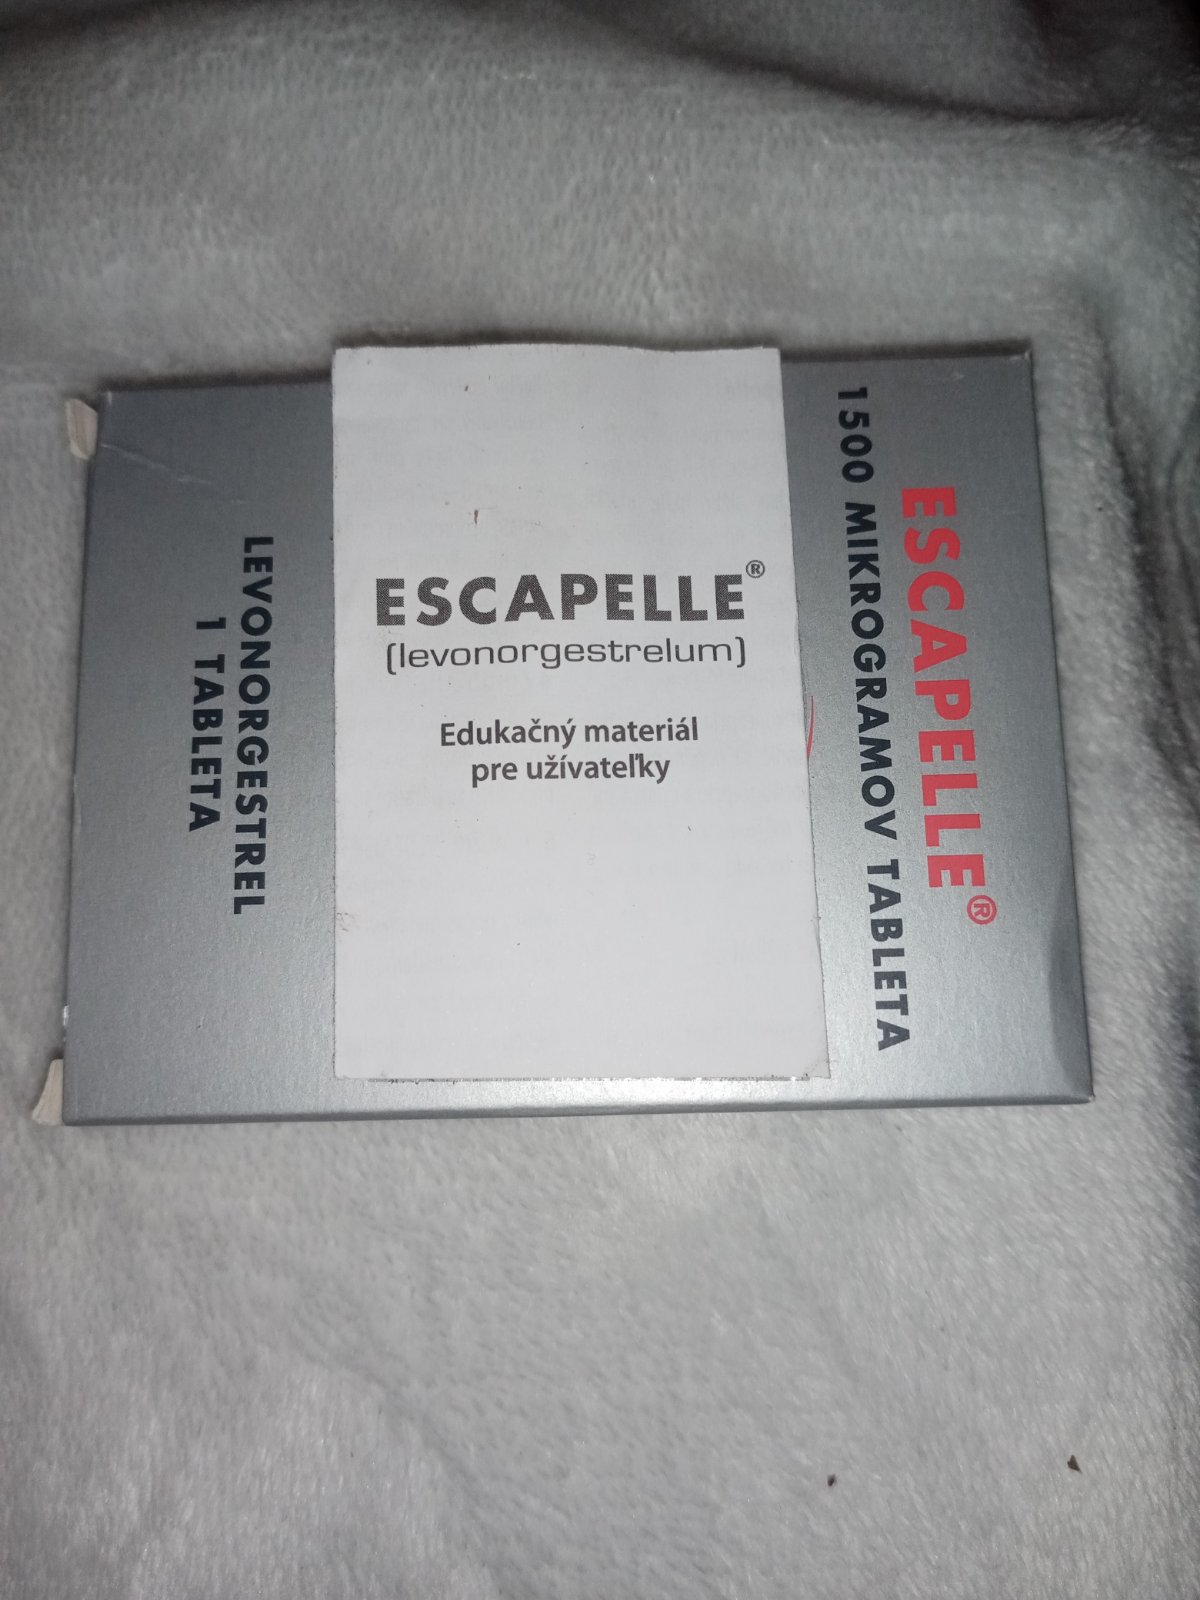 ESCAPELLE®
(levonorgestrelum)
Edukačný materiál
pre užívateľky
ESCAPELLE®
1500 MIKROGRAMOV TABLETA
LEVONORGESTREL
1 TABLETA